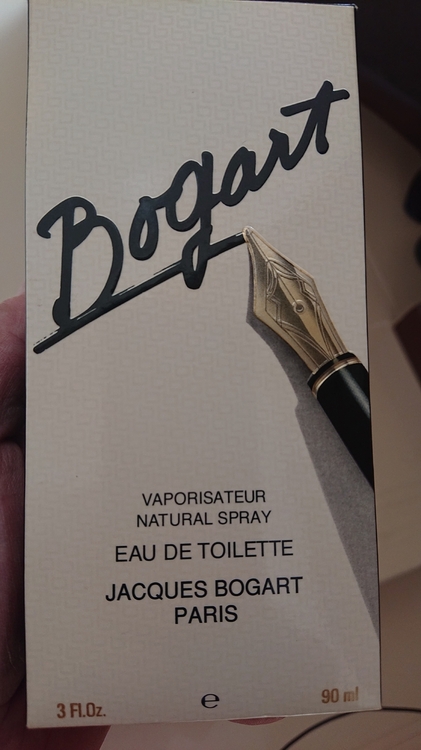 Bogart
VAPORISATEUR
NATURAL SPRAY
EAU DE TOILETTE
JACQUES BOGART
PARIS
3 Fl.Oz. e 90 ml